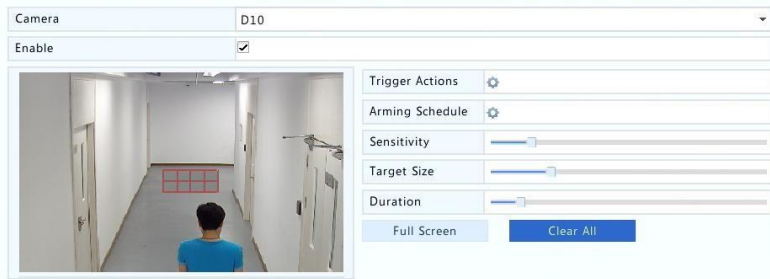 Camera D10
Enable
Trigger Actions
Arming Schedule
Sensitivity
Target Size
Duration
Full Screen Clear All